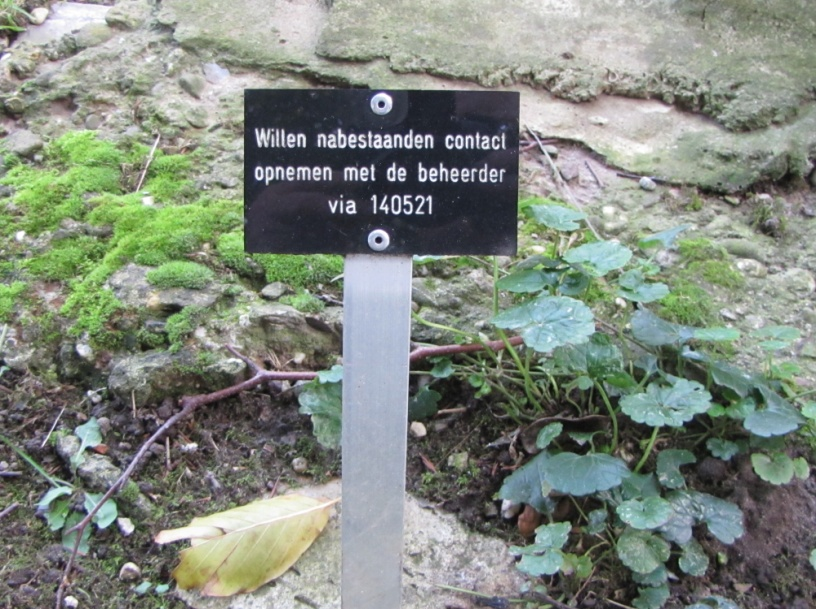 Willen nabestaanden contact
opnemen met de beheerder
via 140521